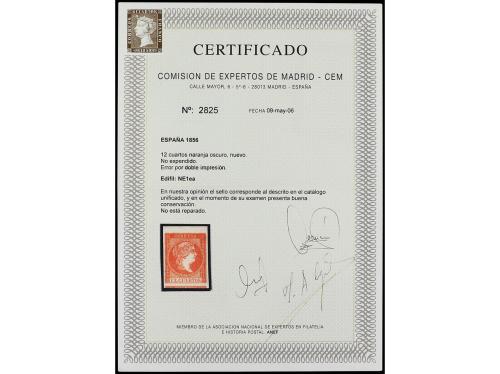 CERTIFICADO
COMISION DE EXPERTOS DE MADRID - CEM
CALLE MAYOR, 6 - 5º-6 - 28013 MADRID - ESPAÑA
Nº: 2825 FECHA 09-may-06
ESPAÑA 1856
12 cuartos naranja oscuro, nuevo.
No expendido.
Error por doble impresión.
Edifil: NE1ea
En nuestra opinión el sello corresponde al descrito en el catálogo
unificado, y en el momento de su examen presenta buena
conservación.
No está reparado.
MIEMBRO DE LA ASOCIACION NACIONAL DE EXPERTOS EN FILATELIA
E HISTORIA POSTAL ANEF